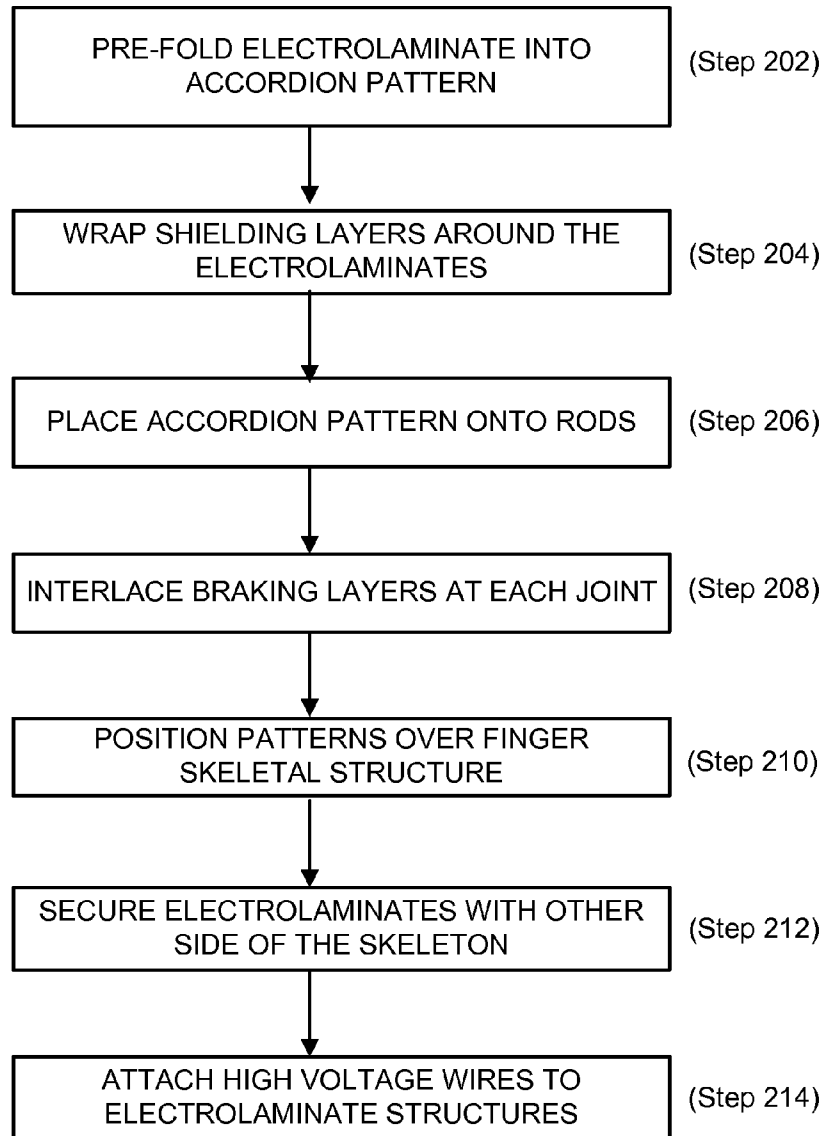 PRE-FOLD ELECTROLAMINATE INTO
ACCORDION PATTERN
(Step 202)
WRAP SHIELDING LAYERS AROUND THE
ELECTROLAMINATES
(Step 204)
PLACE ACCORDION PATTERN ONTO RODS
(Step 206)
INTERLACE BRAKING LAYERS AT EACH JOINT
(Step 208)
POSITION PATTERNS OVER FINGER
SKELETAL STRUCTURE
(Step 210)
SECURE ELECTROLAMINATES WITH OTHER
SIDE OF THE SKELETON
(Step 212)
ATTACH HIGH VOLTAGE WIRES TO
ELECTROLAMINATE STRUCTURES
(Step 214)